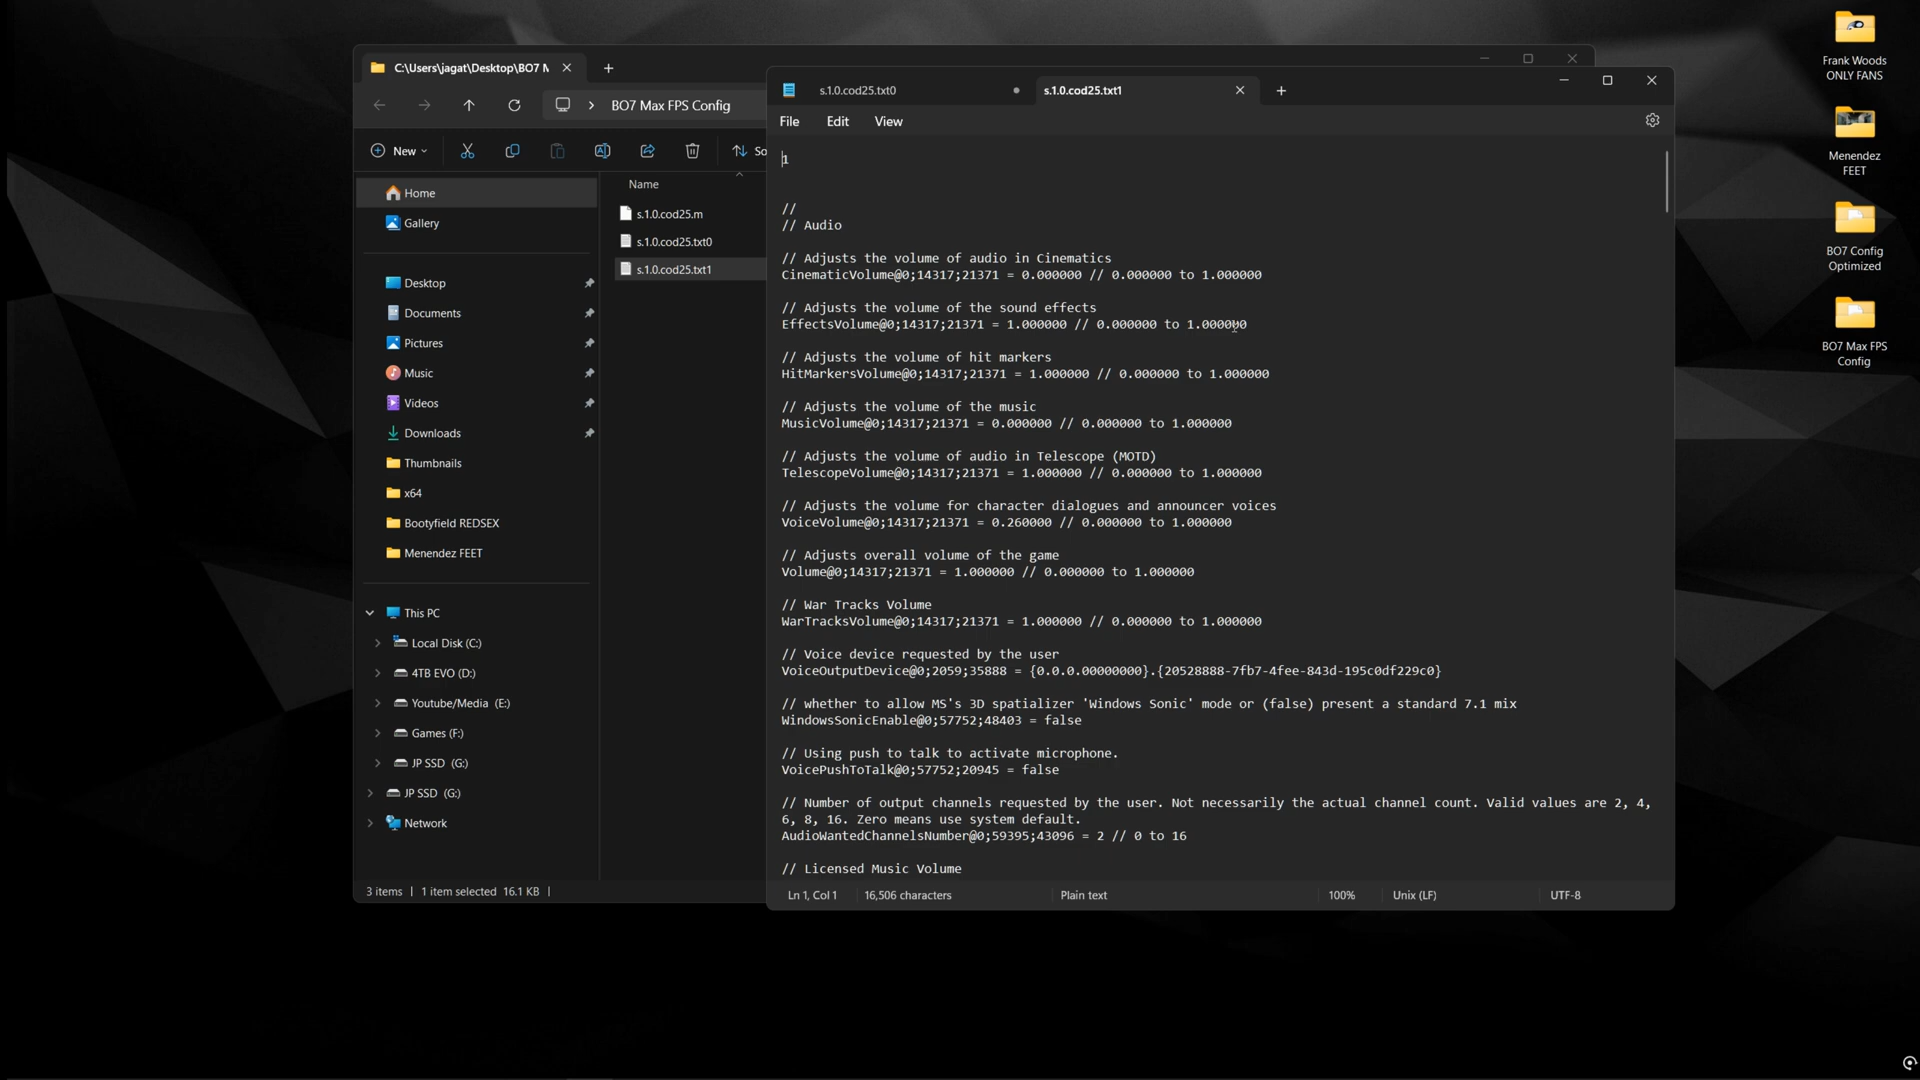 C:\Users\jagat\Desktop\BO7 M
BO7 Max FPS Config
New
So
Home
Gallery
Desktop
Documents
Pictures
Music
Videos
Downloads
Thumbnails
x64
Bootyfield REDSEX
Menendez FEET
This PC
Local Disk (C:)
4TB EVO (D:)
Youtube/Media (E:)
Games (F:)
JP SSD (G:)
JP SSD (G:)
Network
3 items | 1 item selected 16.1 KB |
Name
s.1.0.cod25.m
s.1.0.cod25.txt0
s.1.0.cod25.txt1
s.1.0.cod25.txt0
s.1.0.cod25.txt1
File Edit View
1
//
// Audio
// Adjusts the volume of audio in Cinematics
CinematicVolume@0;14317;21371 = 0.000000 // 0.000000 to 1.000000
// Adjusts the volume of the sound effects
EffectsVolume@0;14317;21371 = 1.000000 // 0.000000 to 1.000000
// Adjusts the volume of hit markers
HitMarkersVolume@0;14317;21371 = 1.000000 // 0.000000 to 1.000000
// Adjusts the volume of the music
MusicVolume@0;14317;21371 = 0.000000 // 0.000000 to 1.000000
// Adjusts the volume of audio in Telescope (MOTD)
TelescopeVolume@0;14317;21371 = 1.000000 // 0.000000 to 1.000000
// Adjusts the volume for character dialogues and announcer voices
VoiceVolume@0;14317;21371 = 0.260000 // 0.000000 to 1.000000
// Adjusts overall volume of the game
Volume@0;14317;21371 = 1.000000 // 0.000000 to 1.000000
// War Tracks Volume
WarTracksVolume@0;14317;21371 = 1.000000 // 0.000000 to 1.000000
// Voice device requested by the user
VoiceOutputDevice@0;2059;35888 = {0.0.0.00000000}.{20528888-7fb7-4fee-843d-195c0df229c0}
// whether to allow MS's 3D spatializer 'Windows Sonic' mode or (false) present a standard 7.1 mix
WindowsSonicEnable@0;57752;48403 = false
// Using push to talk to activate microphone.
VoicePushToTalk@0;57752;20945 = false
// Number of output channels requested by the user. Not necessarily the actual channel count. Valid values are 2, 4,
6, 8, 16. Zero means use system default.
AudioWantedChannelsNumber@0;59395;43096 = 2 // 0 to 16
// Licensed Music Volume
Ln 1, Col 1
16,506 characters
Plain text
100%
Unix (LF)
UTF-8
Frank Woods
ONLY FANS
Menendez
FEET
BO7 Config
Optimized
BO7 Max FPS
Config